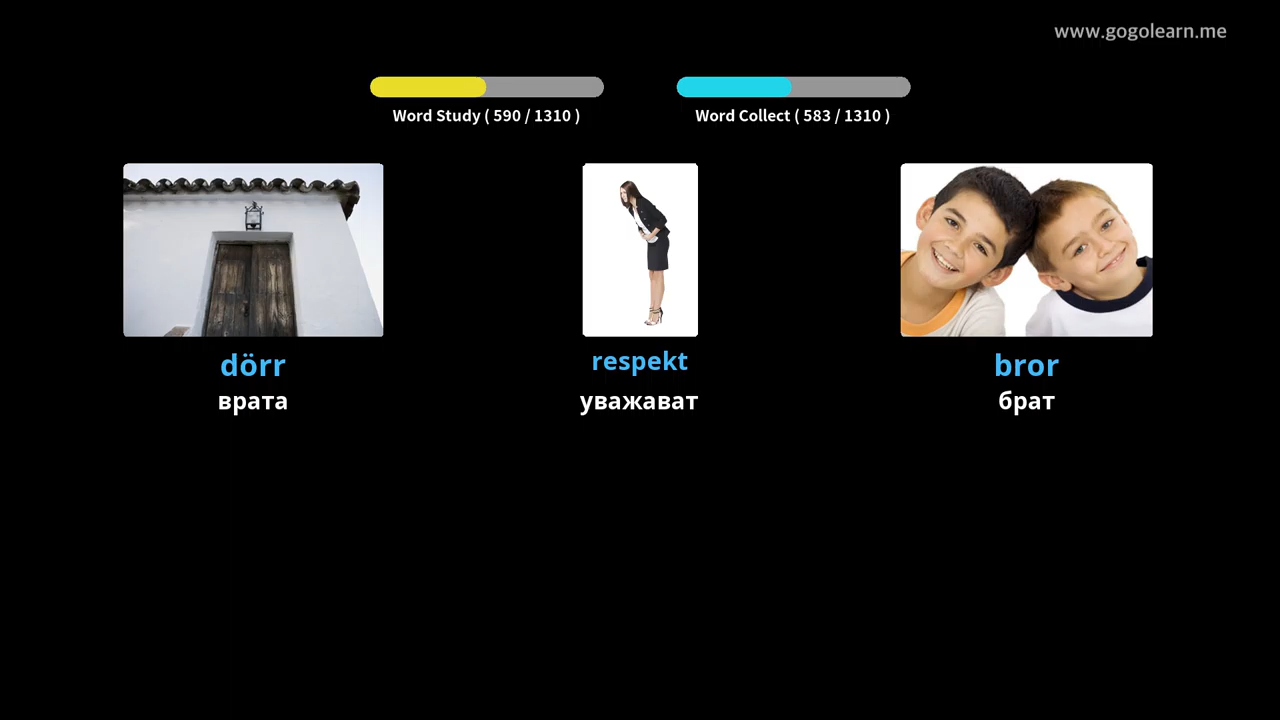 www.gogolearn.me
Word Study ( 590 / 1310 )
Word Collect ( 583 / 1310 )
dörr
врата
respekt
уважават
bror
брат